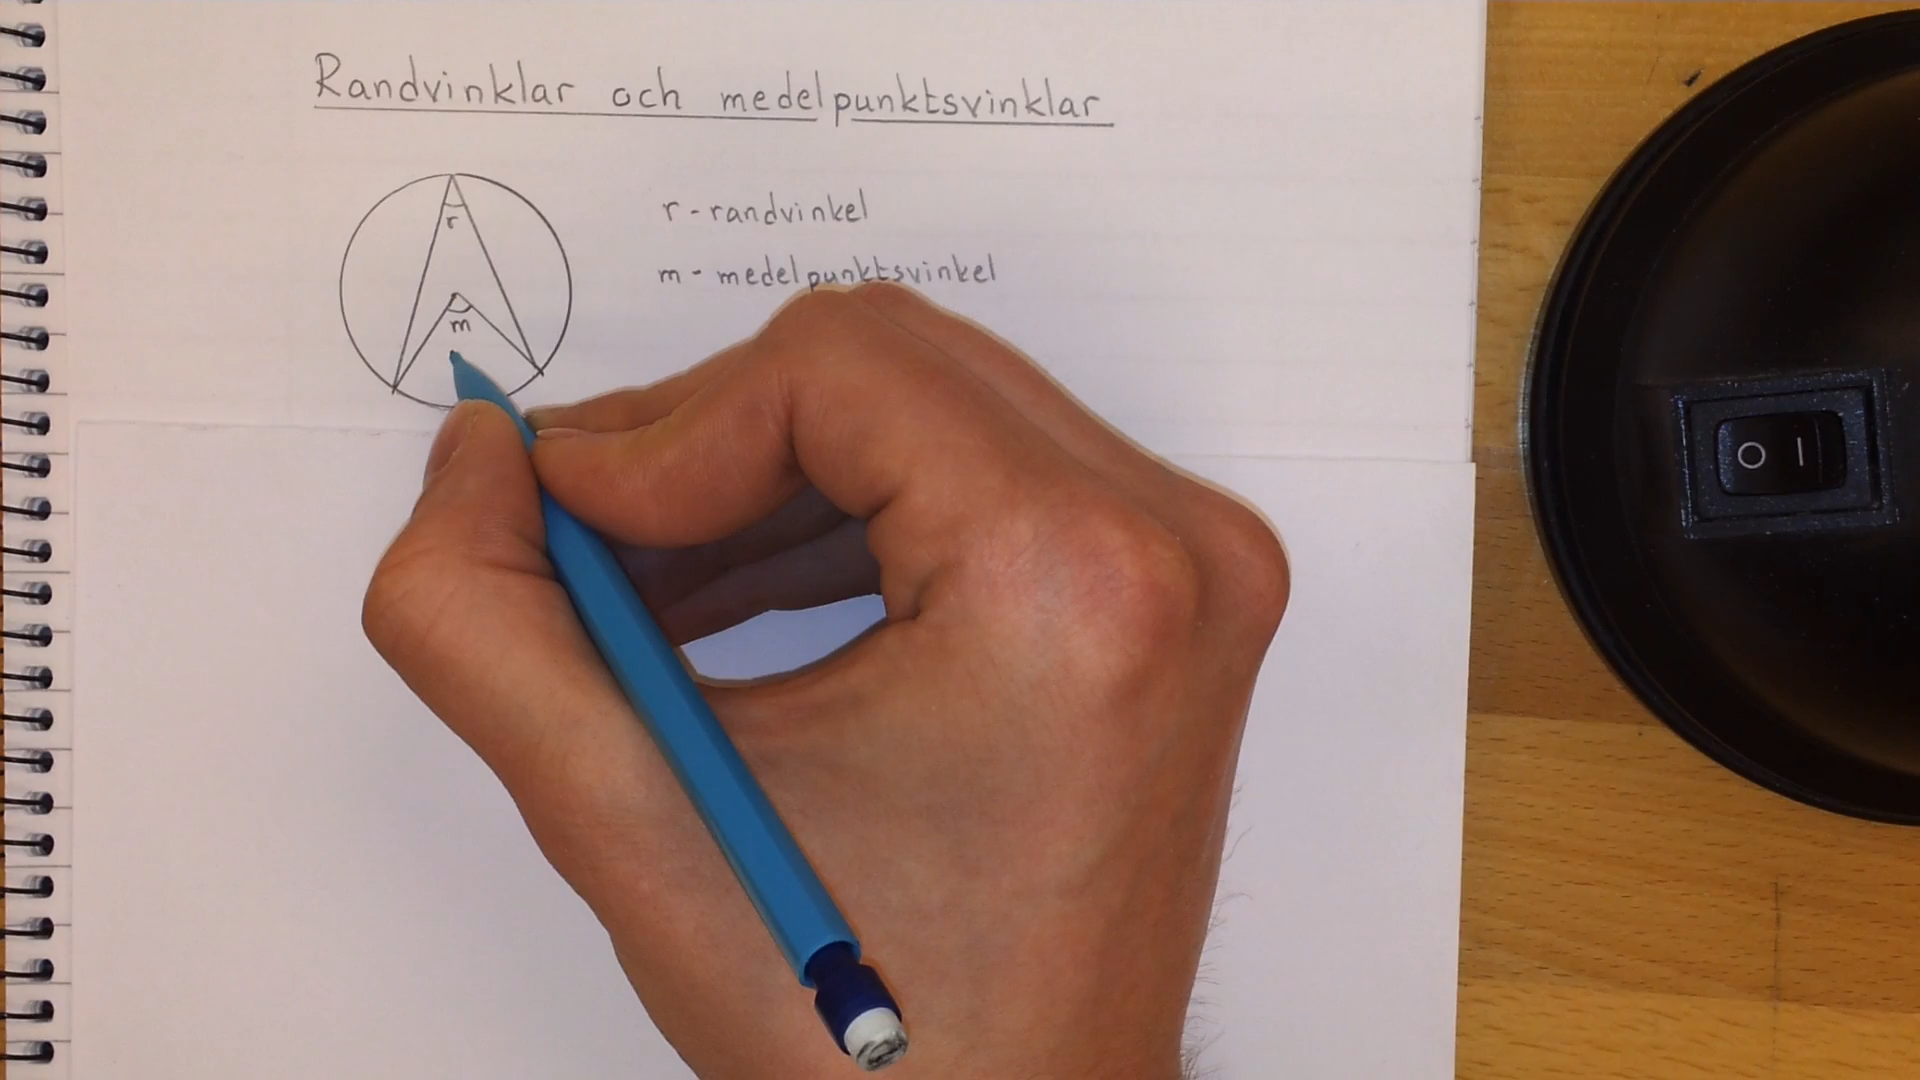 Randvinklar och medelpunktsvinklar
r - randvinkel
m - medelpunktsvinkel
r
m
O I